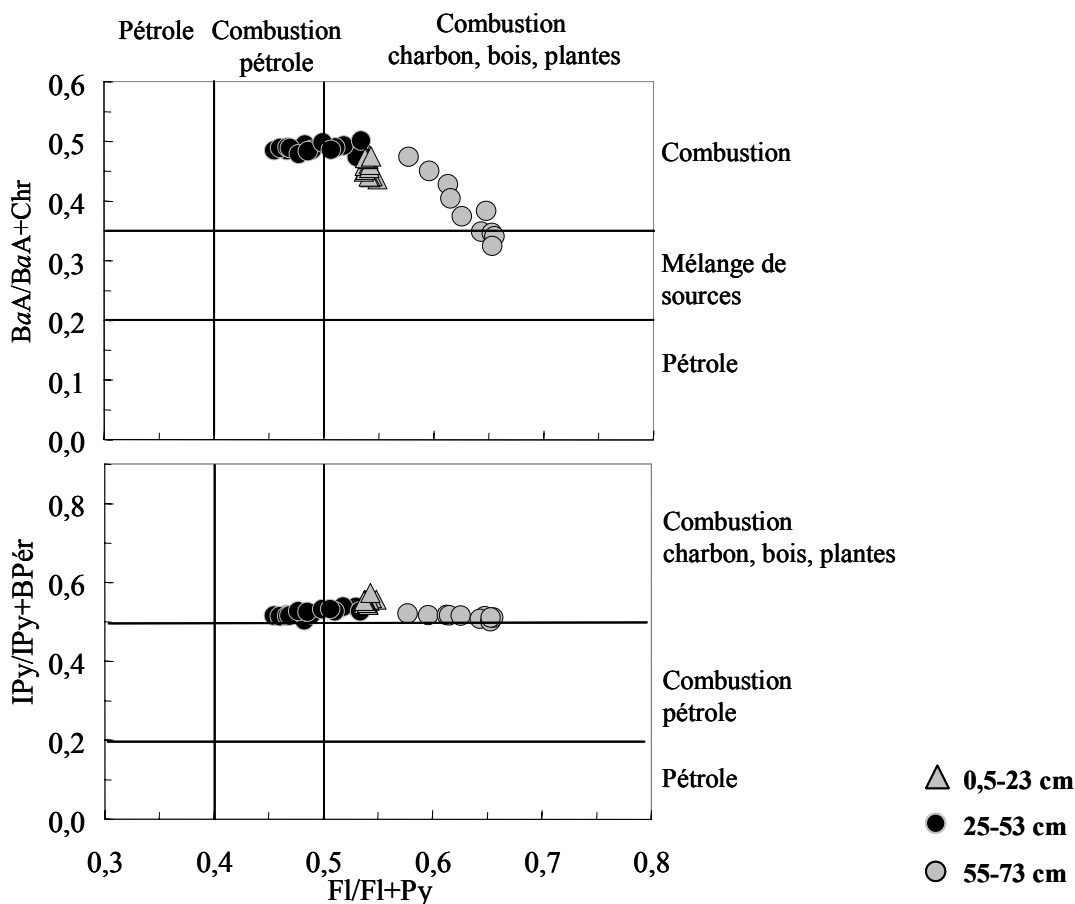 Pétrole
Combustion
pétrole
Combustion
charbon, bois, plantes
BaA/BaA+Chr
0,6
0,5
0,4
0,3
0,2
0,1
0,0
Combustion
Mélange de
sources
Pétrole
IPy/IPy+BPér
0,8
0,6
0,4
0,2
0,0
Combustion
charbon, bois, plantes
Combustion
pétrole
Pétrole
0,3 0,4 0,5 0,6 0,7 0,8
Fl/Fl+Py
0,5-23 cm
25-53 cm
55-73 cm